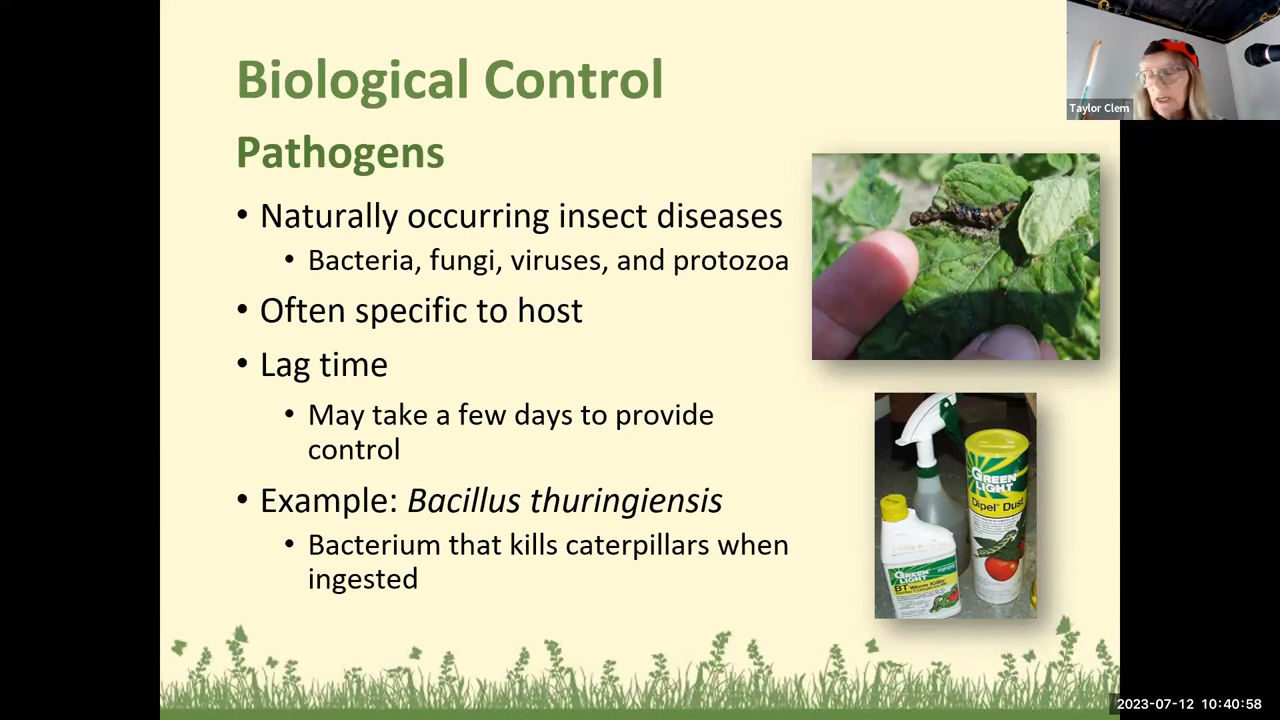 Biological Control
Pathogens
• Naturally occurring insect diseases
• Bacteria, fungi, viruses, and protozoa
• Often specific to host
• Lag time
• May take a few days to provide
control
• Example: Bacillus thuringiensis
• Bacterium that kills caterpillars when
ingested
Taylor Clem
GREEN
LIGHT
Dipel Dust
GREEN
LIGHT
BT Worm Killer
2023-07-12 10:40:58